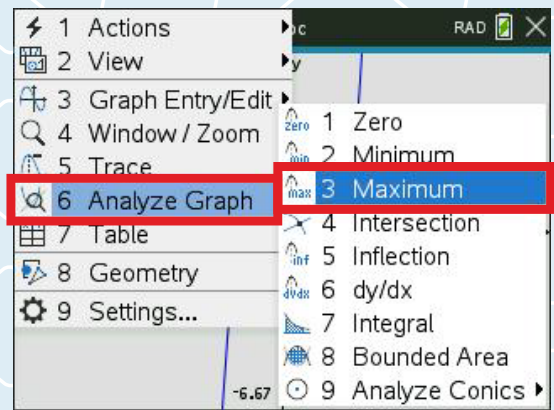 1 Actions
2 View
3 Graph Entry/Edit
4 Window / Zoom
5 Trace
6 Analyze Graph
7 Table
8 Geometry
9 Settings...
RAD
y
-6.67
zero 1 Zero
min 2 Minimum
max 3 Maximum
4 Intersection
inf 5 Inflection
dy/dx 6 dy/dx
7 Integral
8 Bounded Area
9 Analyze Conics